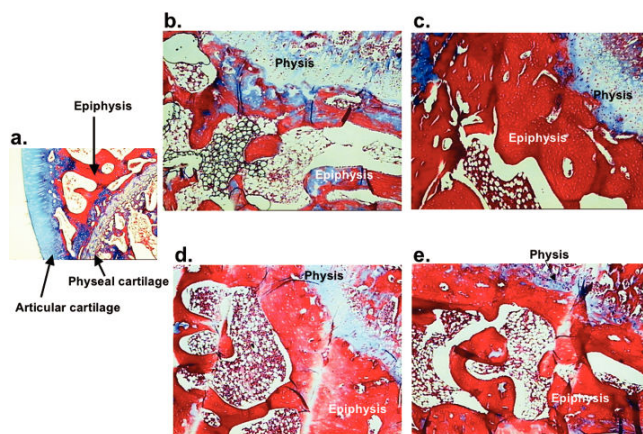 a.
Epiphysis
Physeal cartilage
Articular cartilage
b.
Physis
Epiphysis
c.
Physis
Epiphysis
d.
Physis
Epiphysis
e.
Physis
Epiphysis